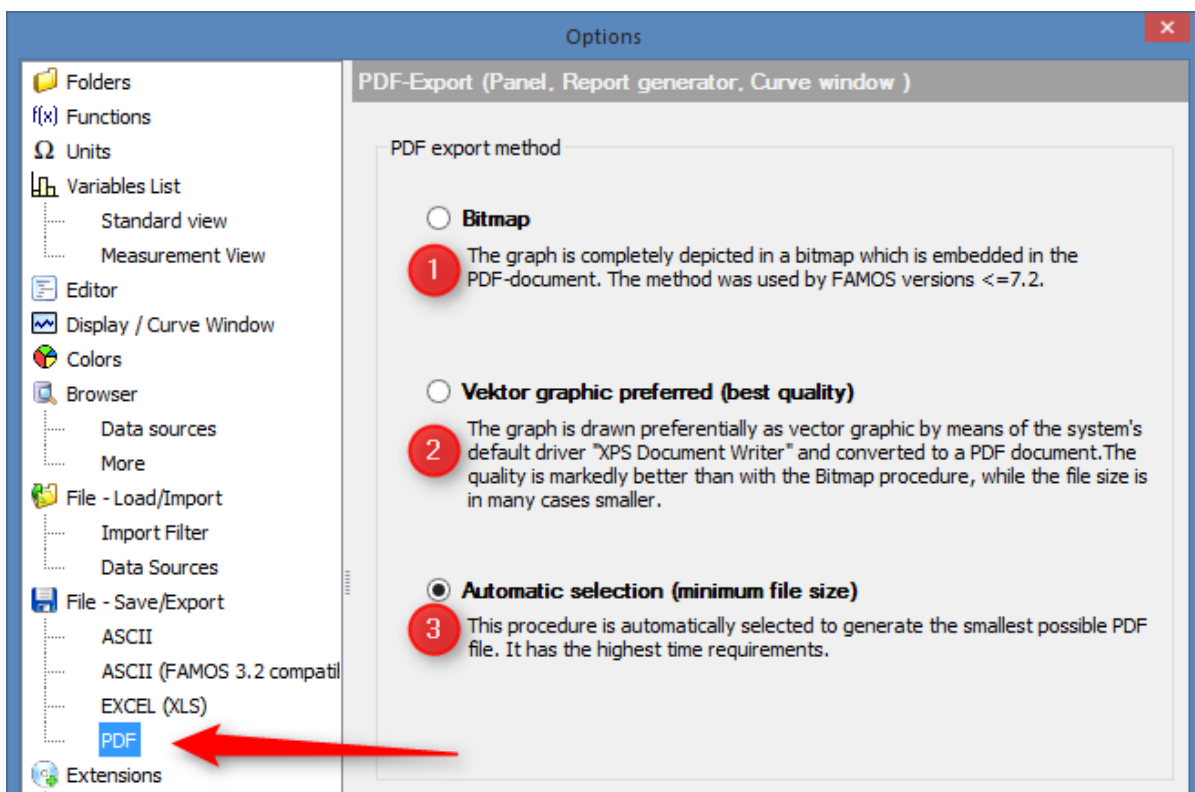 Options
Folders
f(x) Functions
Ω Units
Variables List
Standard view
Measurement View
Editor
Display / Curve Window
Colors
Browser
Data sources
More
File - Load/Import
Import Filter
Data Sources
File - Save/Export
ASCII
ASCII (FAMOS 3.2 compatil
EXCEL (XLS)
PDF
Extensions
PDF-Export (Panel, Report generator, Curve window )
PDF export method
Bitmap
1
The graph is completely depicted in a bitmap which is embedded in the
PDF-document. The method was used by FAMOS versions <=7.2.
Vektor graphic preferred (best quality)
2
The graph is drawn preferentially as vector graphic by means of the system's
default driver "XPS Document Writer" and converted to a PDF document.The
quality is markedly better than with the Bitmap procedure, while the file size is
in many cases smaller.
Automatic selection (minimum file size)
3
This procedure is automatically selected to generate the smallest possible PDF
file. It has the highest time requirements.